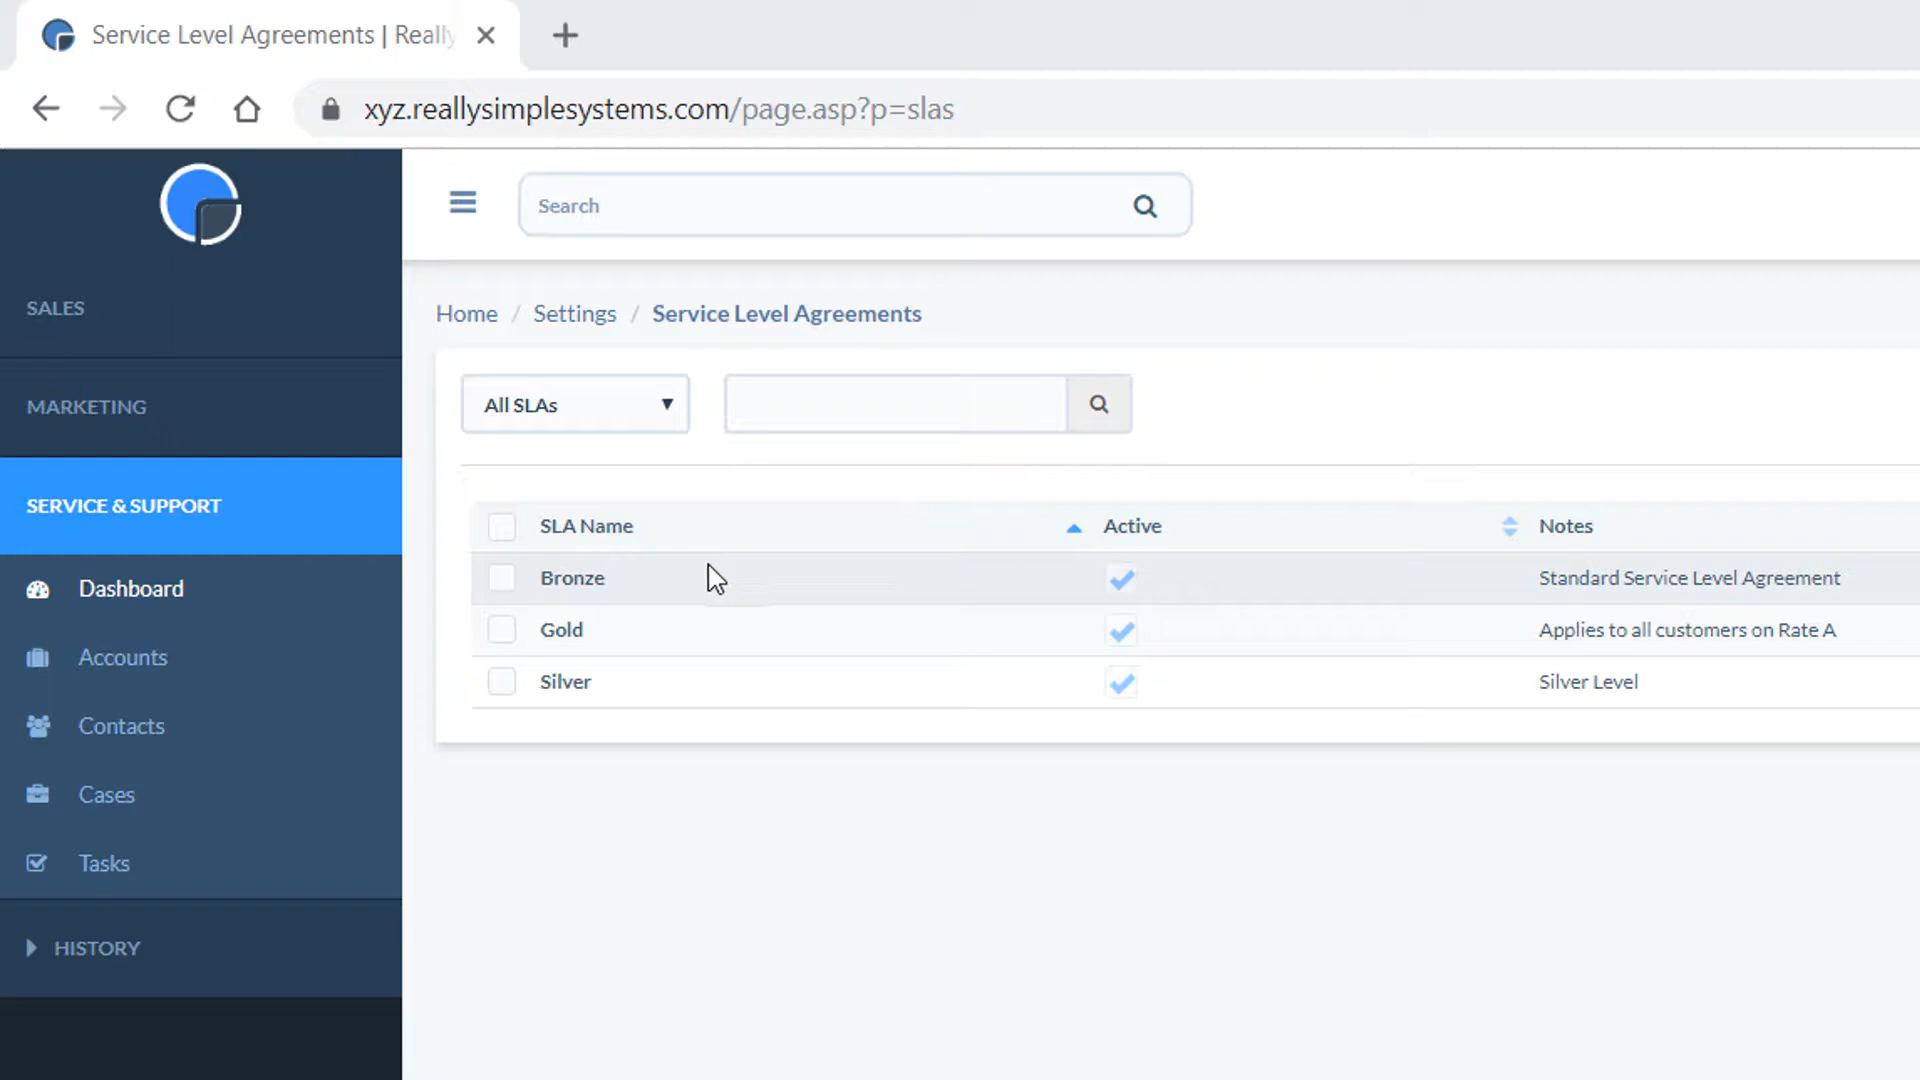 Service Level Agreements | Really
xyz.reallysimplesystems.com/page.asp?p=slas
Search
SALES
MARKETING
SERVICE & SUPPORT
Dashboard
Accounts
Contacts
Cases
Tasks
HISTORY
Home / Settings / Service Level Agreements
All SLAs
SLA Name Active Notes
Bronze Standard Service Level Agreement
Gold Applies to all customers on Rate A
Silver Silver Level